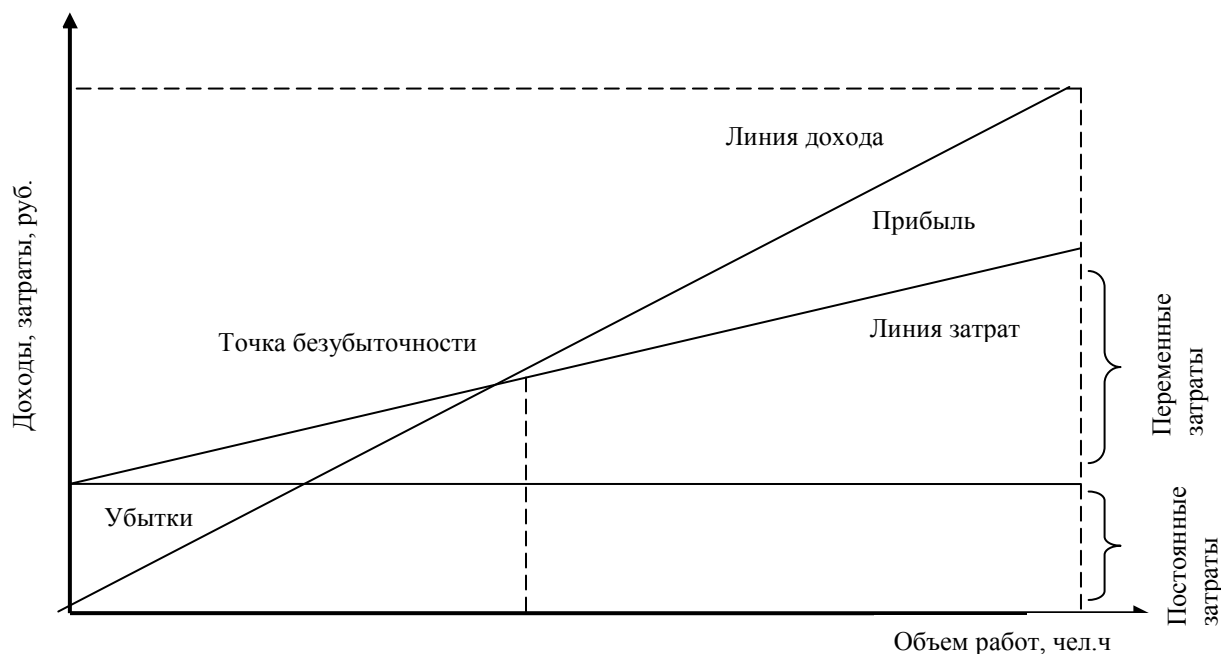 Доходы, затраты, руб.
Линия дохода
Прибыль
Точка безубыточности
Линия затрат
Переменные
затраты
Убытки
Постоянные
затраты
Объем работ, чел.ч